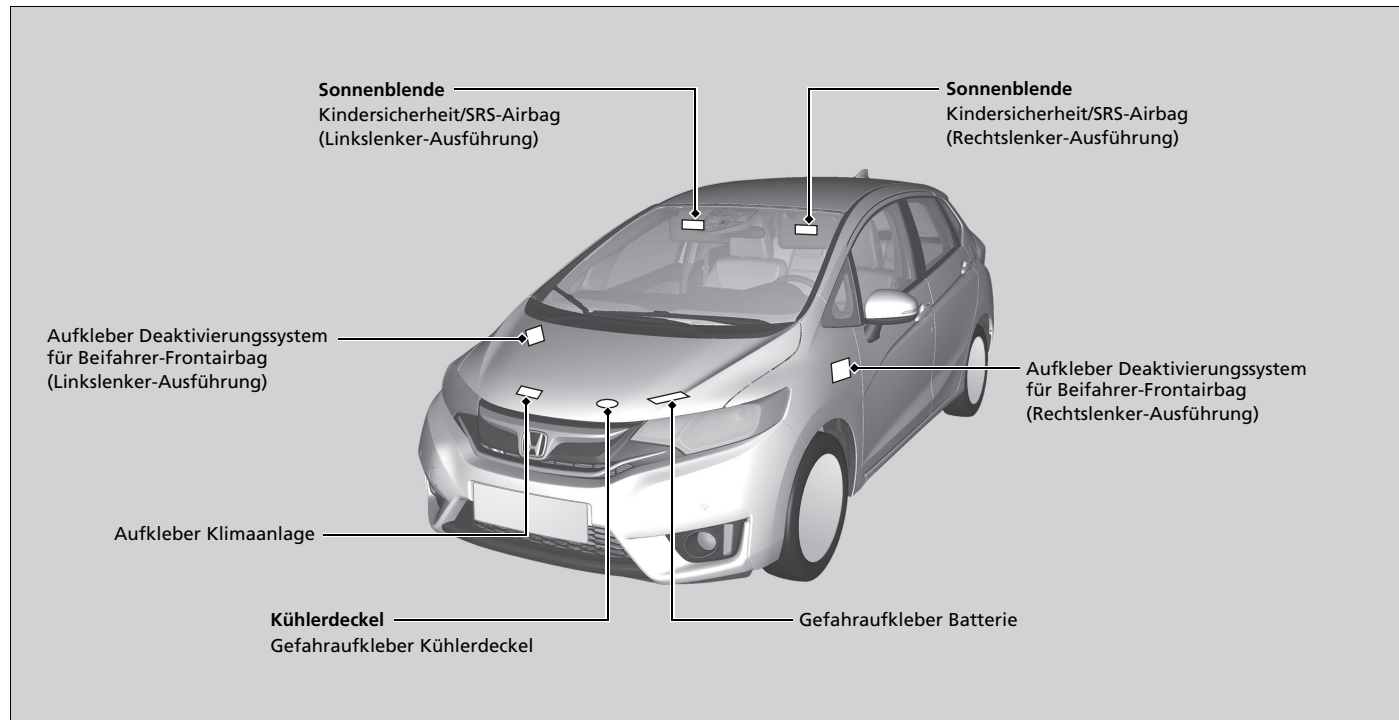 Sonnenblende
Kindersicherheit/SRS-Airbag
(Linkslenker-Ausführung)
Sonnenblende
Kindersicherheit/SRS-Airbag
(Rechtslenker-Ausführung)
Aufkleber Deaktivierungssystem
für Beifahrer-Frontairbag
(Linkslenker-Ausführung)
Aufkleber Deaktivierungssystem
für Beifahrer-Frontairbag
(Rechtslenker-Ausführung)
Aufkleber Klimaanlage
Kühlerdeckel
Gefahraufkleber Kühlerdeckel
Gefahraufkleber Batterie